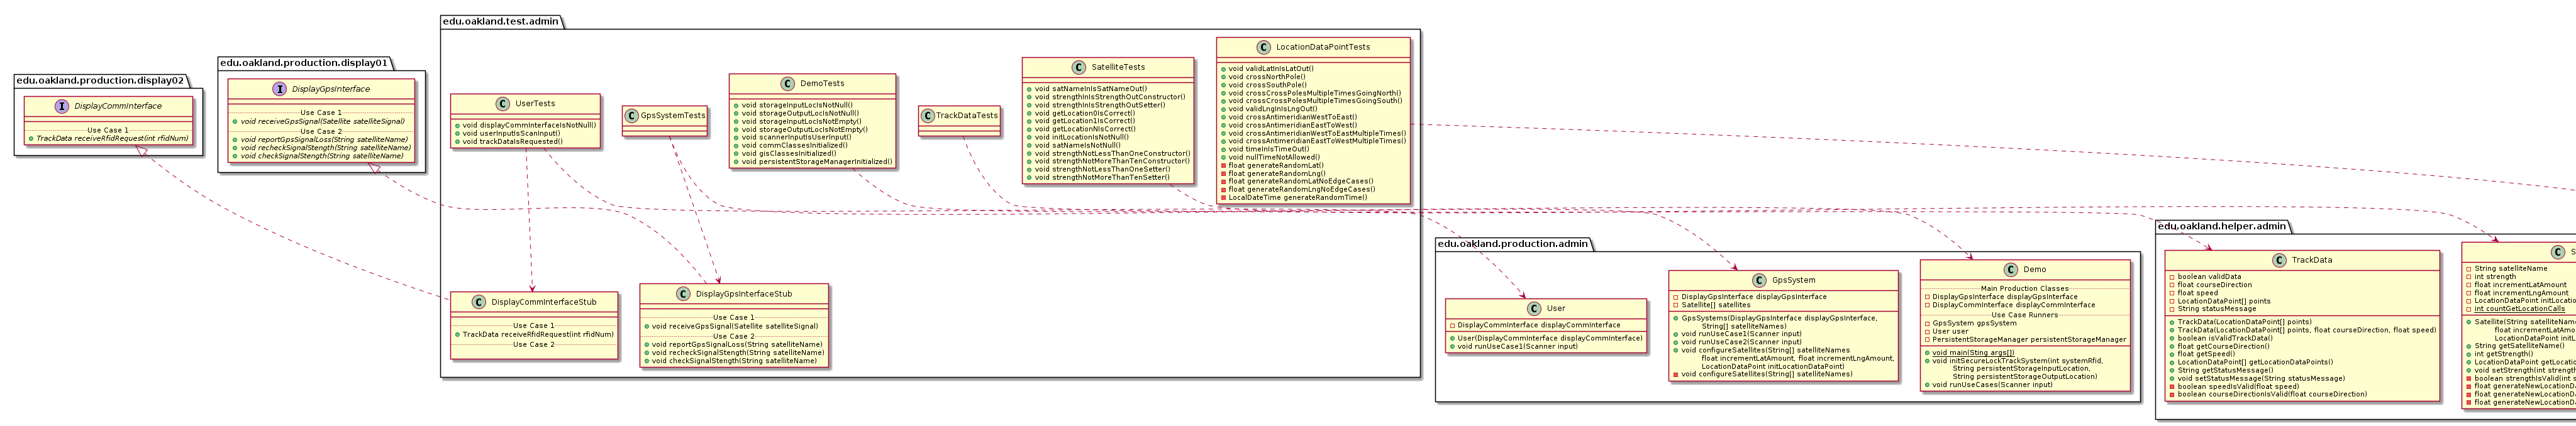 edu.oakland.production.display02
DisplayCommInterface
Use Case 1
TrackData receiveRfidRequest(int rfidNum)
edu.oakland.production.display01
DisplayGpsInterface
Use Case 1
void receiveGpsSignal(Satellite satelliteSignal)
Use Case 2
void reportGpsSignalLoss(String satelliteName)
void recheckSignalStength(String satelliteName)
void checkSignalStength(String satelliteName)
edu.oakland.test.admin
UserTests
void displayCommInterfaceIsNotNull()
void userInputIsScanInput()
void trackDataIsRequested()
GpsSystemTests
DemoTests
void storageInputLocIsNotNull()
void storageOutputLocIsNotNull()
void storageInputLocIsNotEmpty()
void storageOutputLocIsNotEmpty()
void scannerInputIsUserInput()
void commClassesInitialized()
void gisClassesInitialized()
void persistentStorageManagerInitialized()
TrackDataTests
SatelliteTests
void satNameInIsSatNameOut()
void strengthInIsStrengthOutConstructor()
void strengthInIsStrengthOutSetter()
void getLocation0IsCorrect()
void getLocation1IsCorrect()
void getLocationNIsCorrect()
void initLocationIsNotNull()
void satNameIsNotNull()
void strengthNotLessThanOneConstructor()
void strengthNotMoreThanTenConstructor()
void strengthNotLessThanOneSetter()
void strengthNotMoreThanTenSetter()
LocationDataPointTests
void validLatInIsLatOut()
void crossNorthPole()
void crossSouthPole()
void crossCrossPolesMultipleTimesGoingNorth()
void crossCrossPolesMultipleTimesGoingSouth()
void validLngInIsLngOut()
void crossAntimeridianWestToEast()
void crossAntimeridianEastToWest()
void crossAntimeridianWestToEastMultipleTimes()
void crossAntimeridianEastToWestMultipleTimes()
void timeInIsTimeOut()
void nullTimeNotAllowed()
float generateRandomLat()
float generateRandomLng()
float generateRandomLatNoEdgeCases()
float generateRandomLngNoEdgeCases()
LocalDateTime generateRandomTime()
DisplayCommInterfaceStub
Use Case 1
TrackData receiveRfidRequest(int rfidNum)
Use Case 2
DisplayGpsInterfaceStub
Use Case 1
void receiveGpsSignal(Satellite satelliteSignal)
Use Case 2
void reportGpsSignalLoss(String satelliteName)
void recheckSignalStength(String satelliteName)
void checkSignalStength(String satelliteName)
edu.oakland.production.admin
User
DisplayCommInterface displayCommInterface
User(DisplayCommInterface displayCommInterface)
void runUseCase1(Scanner input)
GpsSystem
DisplayGpsInterface displayGpsInterface
Satellite[] satellites
GpsSystems(DisplayGpsInterface displayGpsInterface,
String[] satelliteNames)
void runUseCase1(Scanner input)
void runUseCase2(Scanner input)
void configureSatellites(String[] satelliteNames
float incrementLatAmount, float incrementLngAmount,
LocationDataPoint initLocationDataPoint)
void configureSatellites(String[] satelliteNames)
Demo
Main Production Classes
DisplayGpsInterface displayGpsInterface
DisplayCommInterface displayCommInterface
Use Case Runners
GpsSystem gpsSystem
User user
PersistentStorageManager persistentStorageManager
void main(Sting args[])
void initSecureLockTrackSystem(int systemRfid,
String persistentStorageInputLocation,
String persistentStorageOutputLocation)
void runUseCases(Scanner input)
edu.oakland.helper.admin
TrackData
boolean validData
float courseDirection
float speed
LocationDataPoint[] points
String statusMessage
TrackData(LocationDataPoint[] points)
TrackData(LocationDataPoint[] points, float courseDirection, float speed)
boolean isValidTrackData()
float getCourseDirection()
float getSpeed()
LocationDataPoint[] getLocationDataPoints()
String getStatusMessage()
void setStatusMessage(String statusMessage)
boolean speedIsValid(float speed)
boolean courseDirectionIsValid(float courseDirection)
S
String satelliteName
int strength
float incrementLatAmount
float incrementLngAmount
LocationDataPoint initLocatio
int countGetLocationCalls
Satellite(String satelliteName
float incrementLatAmo
LocationDataPoint initL
String getSatelliteName()
int getStrength()
LocationDataPoint getLocatio
void setStrength(int strength
boolean strengthIsValid(int s
float generateNewLocationDa
float generateNewLocationDa
float generateNewLocationDa